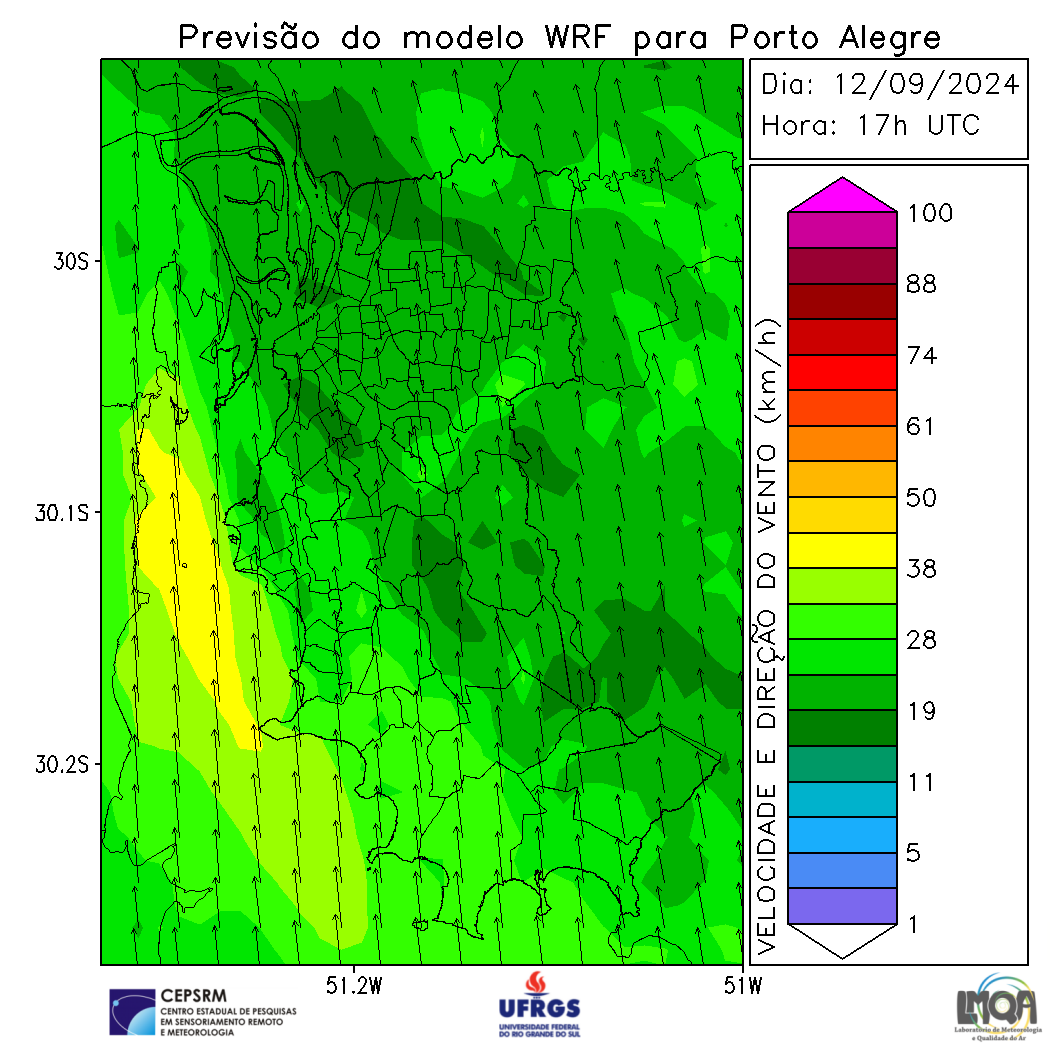 Previsão do modelo WRF para Porto Alegre
Dia: 12/09/2024
Hora: 17h UTC
30S
30.1S
30.2S
51.2W
51W
VELOCIDADE E DIREÇÃO DO VENTO (km/h)
100
88
74
61
50
38
28
19
11
5
1
CEPSRM
CENTRO ESTADUAL DE PESQUISAS
EM SENSORIAMENTO REMOTO
E METEOROLOGIA
UFRGS
UNIVERSIDADE FEDERAL
DO RIO GRANDE DO SUL
LMQA
Laboratório de Meteorologia
e Qualidade do Ar